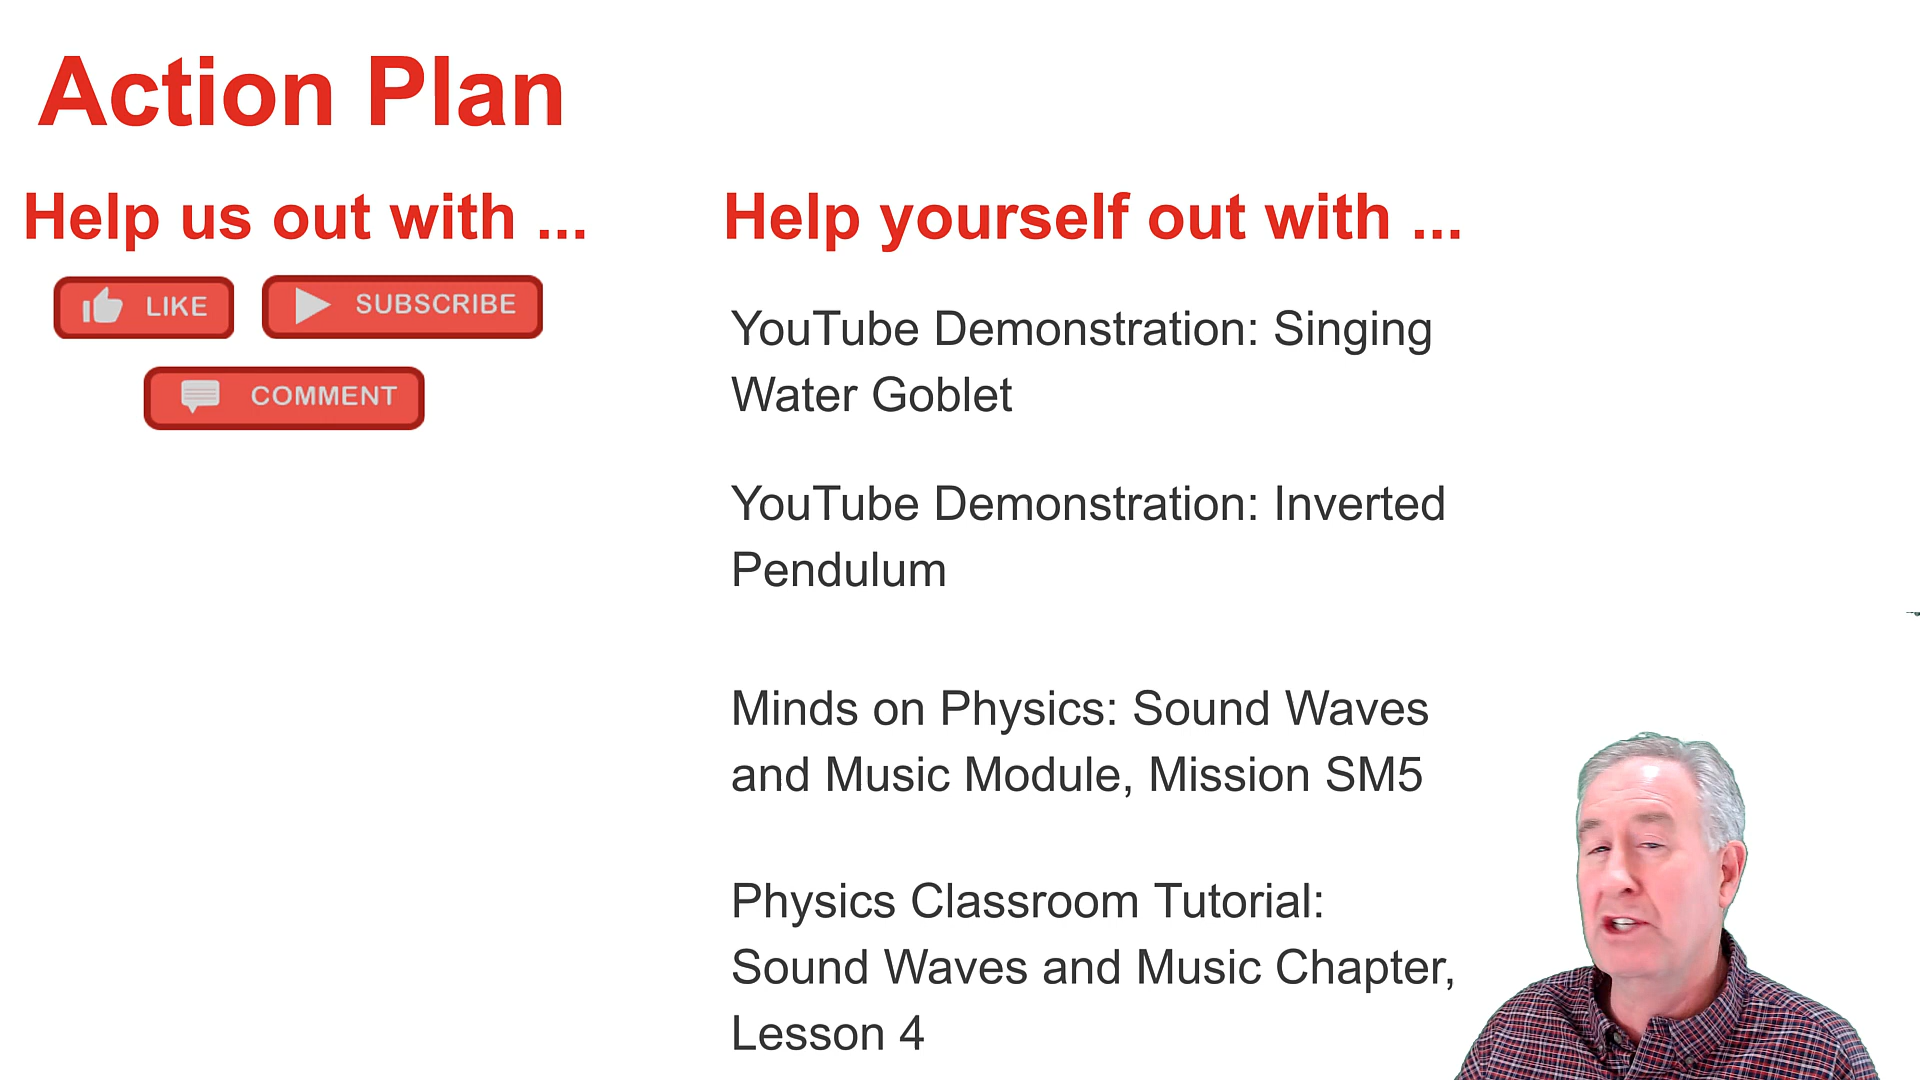 Action Plan
Help us out with ...
LIKE
SUBSCRIBE
COMMENT
Help yourself out with ...
YouTube Demonstration: Singing
Water Goblet
YouTube Demonstration: Inverted
Pendulum
Minds on Physics: Sound Waves
and Music Module, Mission SM5
Physics Classroom Tutorial:
Sound Waves and Music Chapter,
Lesson 4